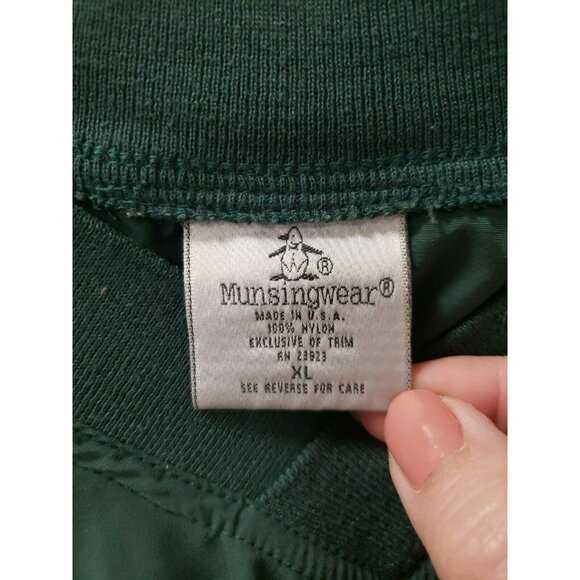 ®
Munsingwear®
MADE IN U.S.A.
100% NYLON
EXCLUSIVE OF TRIM
RN 23923
XL
SEE REVERSE FOR CARE